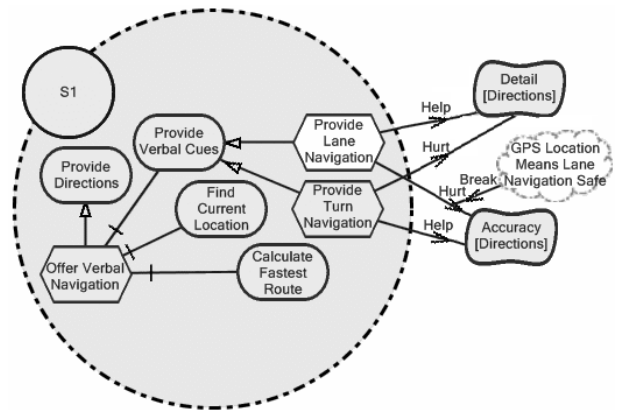 S1
Provide
Directions
Provide
Verbal Cues
Find
Current
Location
Offer Verbal
Navigation
Calculate
Fastest
Route
Provide
Lane
Navigation
Provide
Turn
Navigation
Help
Hurt
Hurt
Break
Help
Detail
[Directions]
GPS Location
Means Lane
Navigation Safe
Accuracy
[Directions]